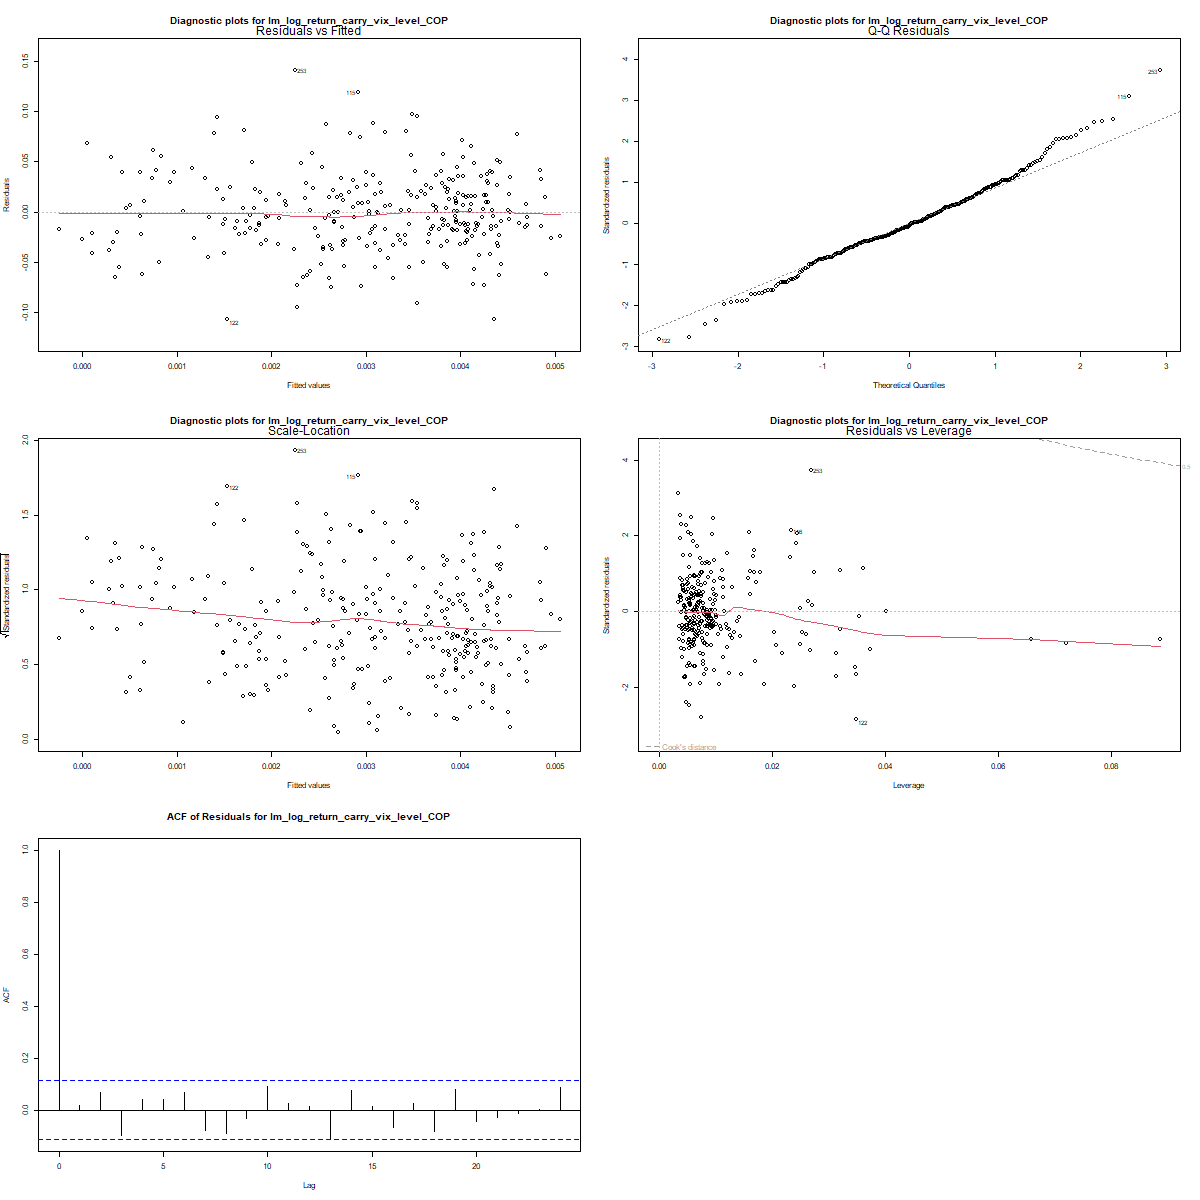 Diagnostic plots for lm_log_return_carry_vix_level_COP
Residuals vs Fitted
0.15
0.10
0.05
0.00
-0.05
-0.10
Residuals
253
115
122
0.000 0.001 0.002 0.003 0.004 0.005
Fitted values
Diagnostic plots for lm_log_return_carry_vix_level_COP
Q-Q Residuals
4
3
2
1
0
-1
-2
-3
Standardized residuals
253
115
122
-3 -2 -1 0 1 2 3
Theoretical Quantiles
Diagnostic plots for lm_log_return_carry_vix_level_COP
Scale-Location
2.0
1.5
1.0
0.5
0.0
√|Standardized residuals|
253
115
122
0.000 0.001 0.002 0.003 0.004 0.005
Fitted values
Diagnostic plots for lm_log_return_carry_vix_level_COP
Residuals vs Leverage
4
2
0
-2
Standardized residuals
253
122
0.5
Cook's distance
0.00 0.02 0.04 0.06 0.08
Leverage
ACF of Residuals for lm_log_return_carry_vix_level_COP
1.0
0.8
0.6
0.4
0.2
0.0
ACF
0 5 10 15 20
Lag